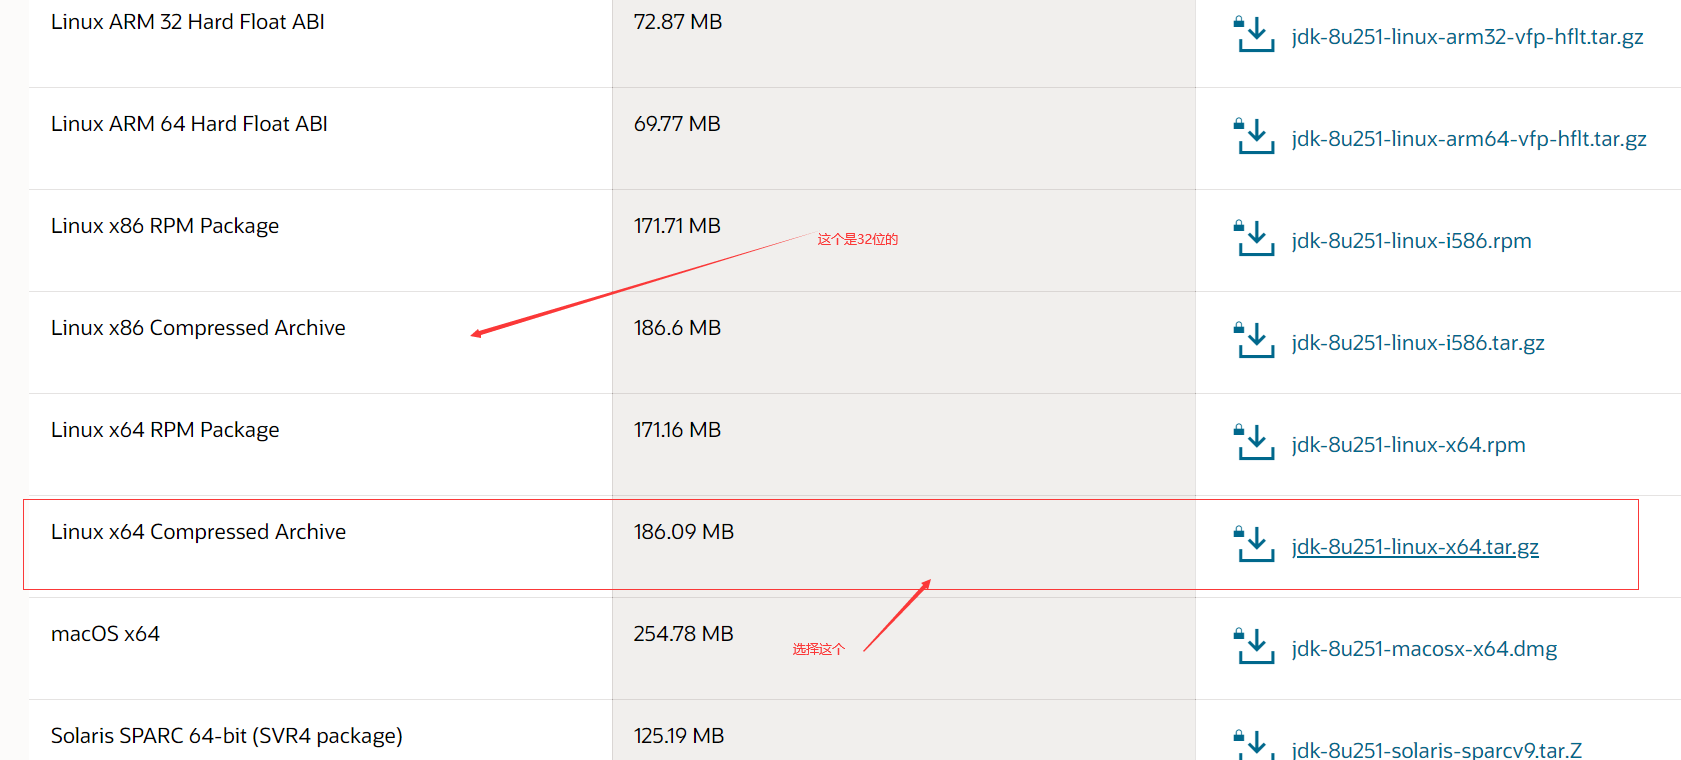 Linux ARM 32 Hard Float ABI 72.87 MB jdk-8u251-linux-arm32-vfp-hflt.tar.gz
Linux ARM 64 Hard Float ABI 69.77 MB jdk-8u251-linux-arm64-vfp-hflt.tar.gz
Linux x86 RPM Package 171.71 MB jdk-8u251-linux-i586.rpm
这个是32位的
Linux x86 Compressed Archive 186.6 MB jdk-8u251-linux-i586.tar.gz
Linux x64 RPM Package 171.16 MB jdk-8u251-linux-x64.rpm
Linux x64 Compressed Archive 186.09 MB jdk-8u251-linux-x64.tar.gz
macOS x64 254.78 MB jdk-8u251-macosx-x64.dmg
选择这个
Solaris SPARC 64-bit (SVR4 package) 125.19 MB jdk-8u251-solaris-sparcv9.tar.Z